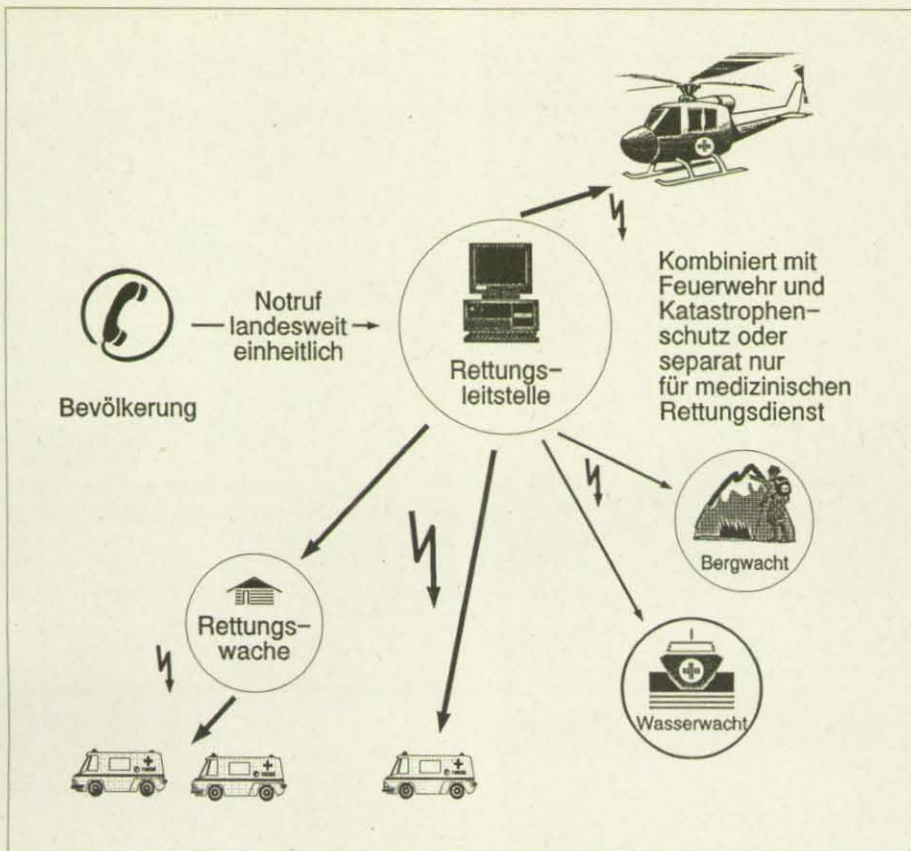 Bevölkerung
Notruf
landesweit
einheitlich
Rettungs-
leitstelle
Kombiniert mit
Feuerwehr und
Katastrophen-
schutz oder
separat nur
für medizinischen
Rettungsdienst
Bergwacht
Rettungs-
wache
Wasserwacht